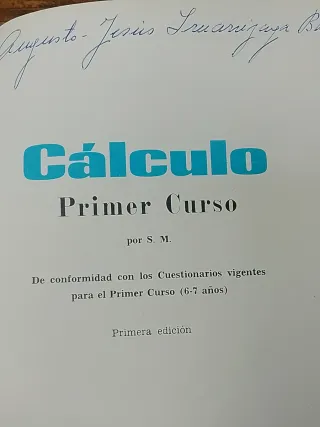 Augusto-Jesús Iruarrizaga
Cálculo
Primer Curso
por S. M.
De conformidad con los Cuestionarios vigentes
para el Primer Curso (6-7 años)
Primera edición